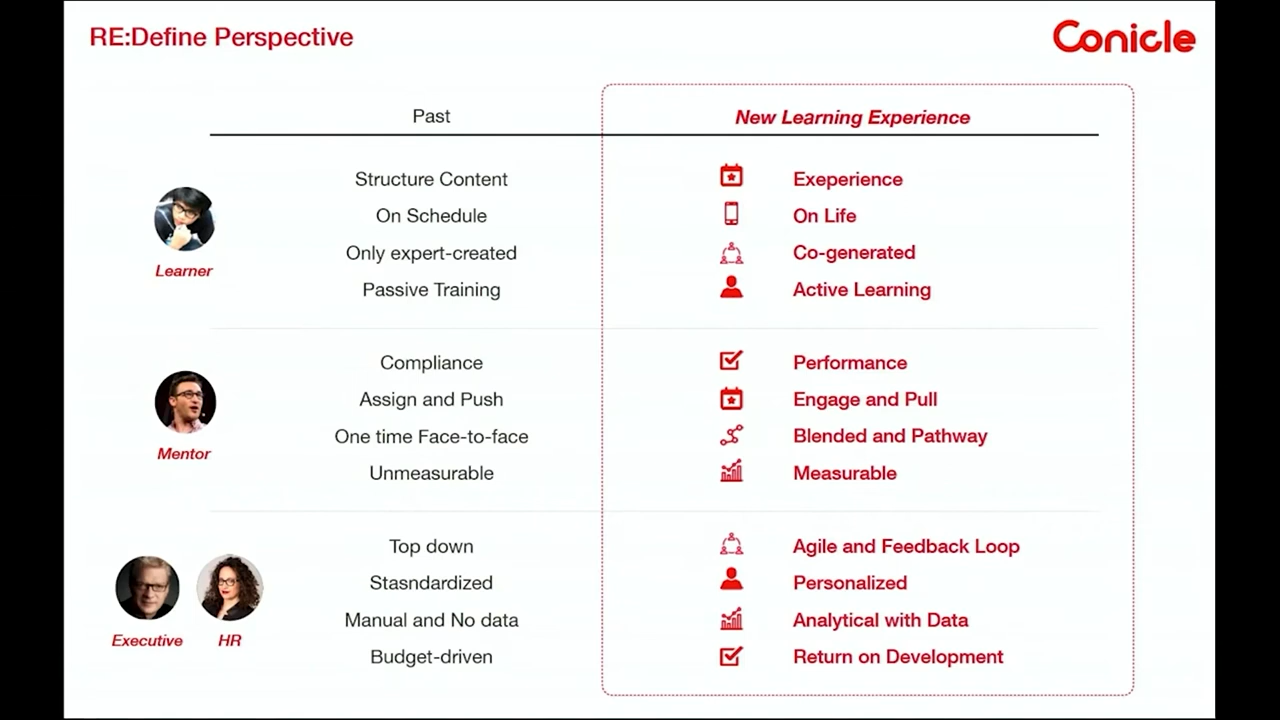 RE:Define Perspective
Conicle
Past
New Learning Experience
Structure Content
Exeperience
On Schedule
On Life
Only expert-created
Co-generated
Passive Training
Active Learning
Learner
Compliance
Performance
Assign and Push
Engage and Pull
One time Face-to-face
Blended and Pathway
Unmeasurable
Measurable
Mentor
Top down
Agile and Feedback Loop
Stasndardized
Personalized
Manual and No data
Analytical with Data
Budget-driven
Return on Development
Executive
HR